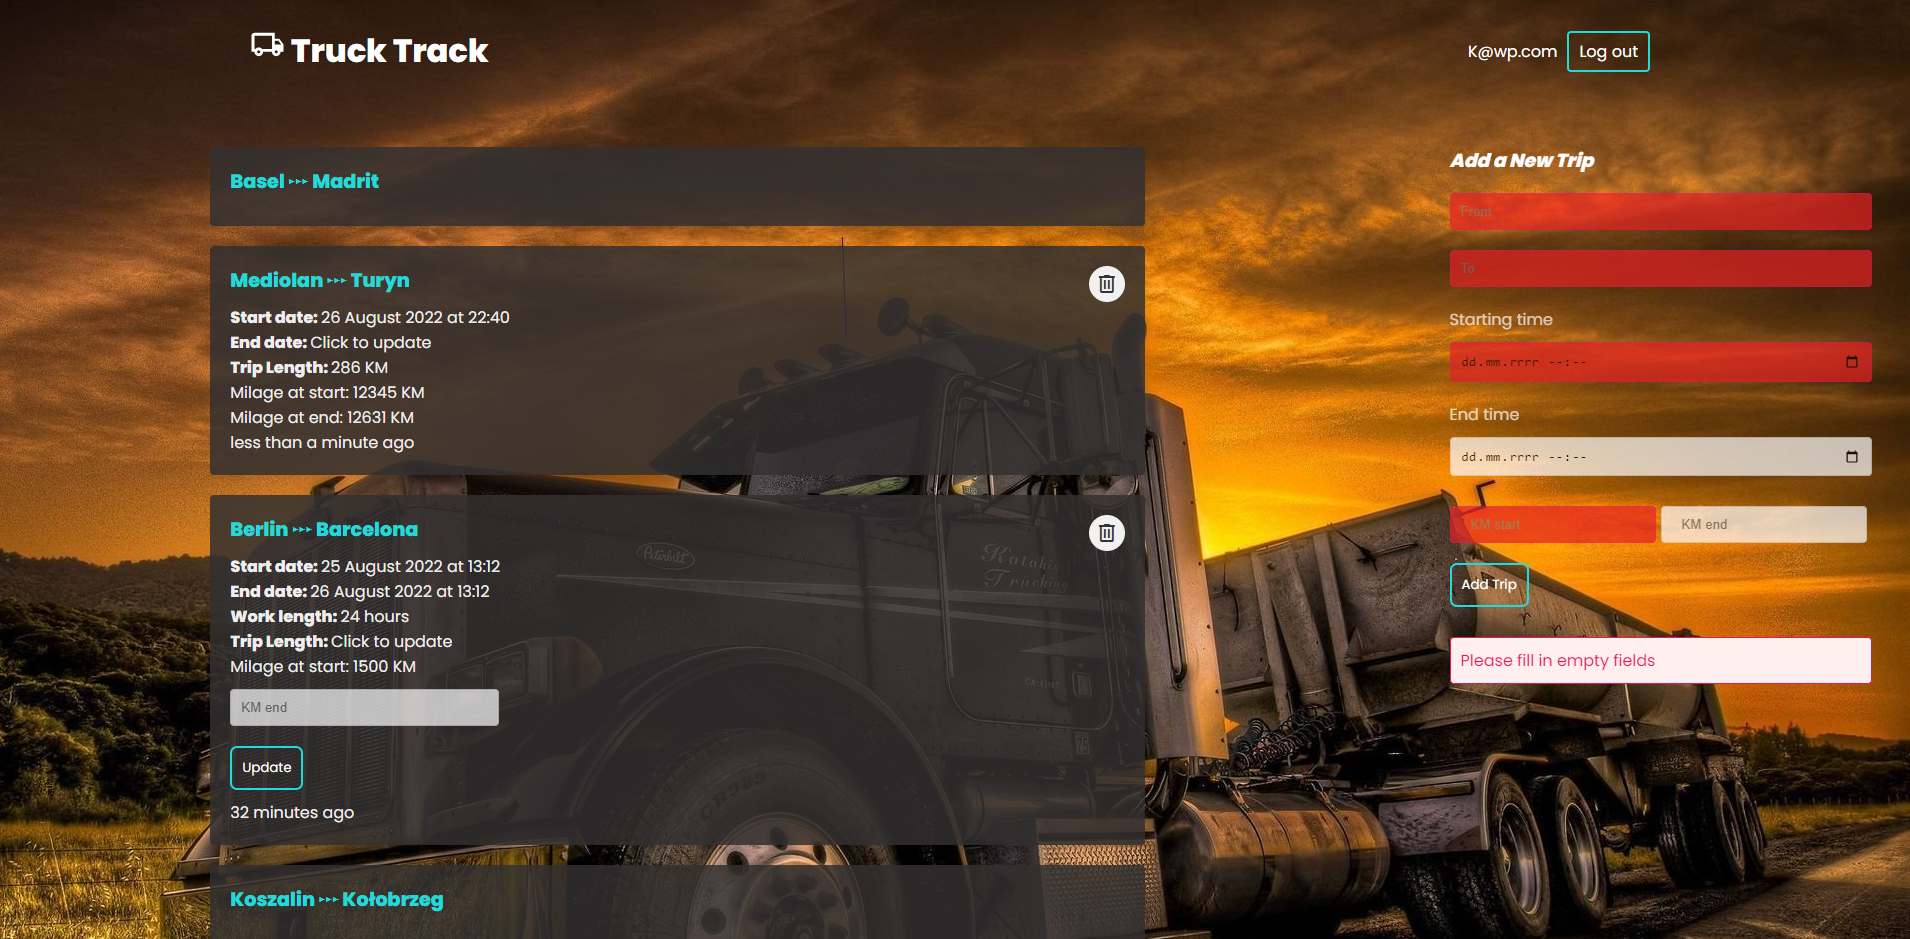 Truck Track
K@wp.com
Log out
Basel ▸▸▸ Madrit
Mediolan ▸▸▸ Turyn
Start date: 26 August 2022 at 22:40
End date: Click to update
Trip Length: 286 KM
Milage at start: 12345 KM
Milage at end: 12631 KM
less than a minute ago
Berlin ▸▸▸ Barcelona
Start date: 25 August 2022 at 13:12
End date: 26 August 2022 at 13:12
Work length: 24 hours
Trip Length: Click to update
Milage at start: 1500 KM
KM end
Update
32 minutes ago
Koszalin ▸▸▸ Kołobrzeg
Add a New Trip
From
To
Starting time
dd.mm.rrrr --:--
End time
dd.mm.rrrr --:--
KM start
KM end
Add Trip
Please fill in empty fields
Peterbilt
Trucking
75